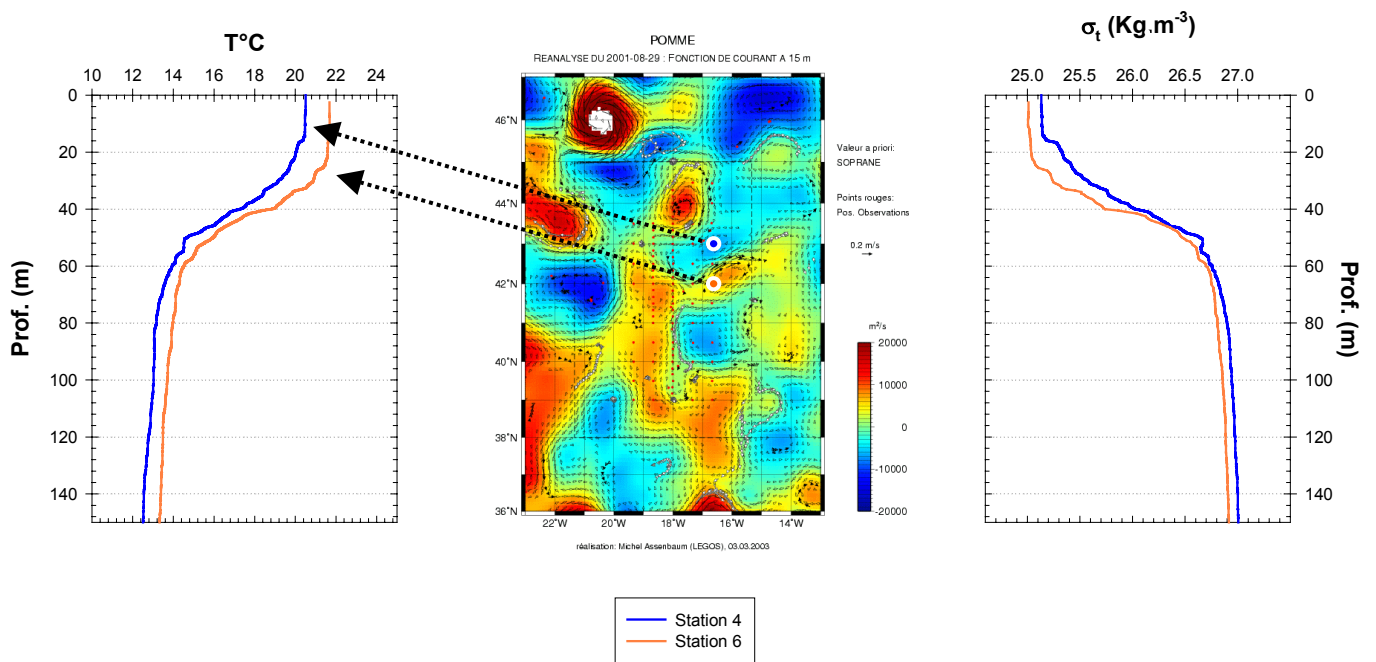 T°C
10 12 14 16 18 20 22 24
0
20
40
60
80
100
120
140
Prof. (m)
POMME
REANALYSE DU 2001-08-29 : FONCTION DE COURANT A 15 m
46°N
44°N
42°N
40°N
38°N
36°N
22°W 20°W 18°W 16°W 14°W
Valeur a priori:
SOPRANE
Points rouges:
Pos. Observations
0.2 m/s
m²/s
20000
10000
0
-10000
-20000
réalisation: Michel Assenbaum (LEGOS), 03.03.2003
σt (Kg.m-3)
25.0 25.5 26.0 26.5 27.0
0
20
40
60
80
100
120
140
Prof. (m)
Station 4
Station 6